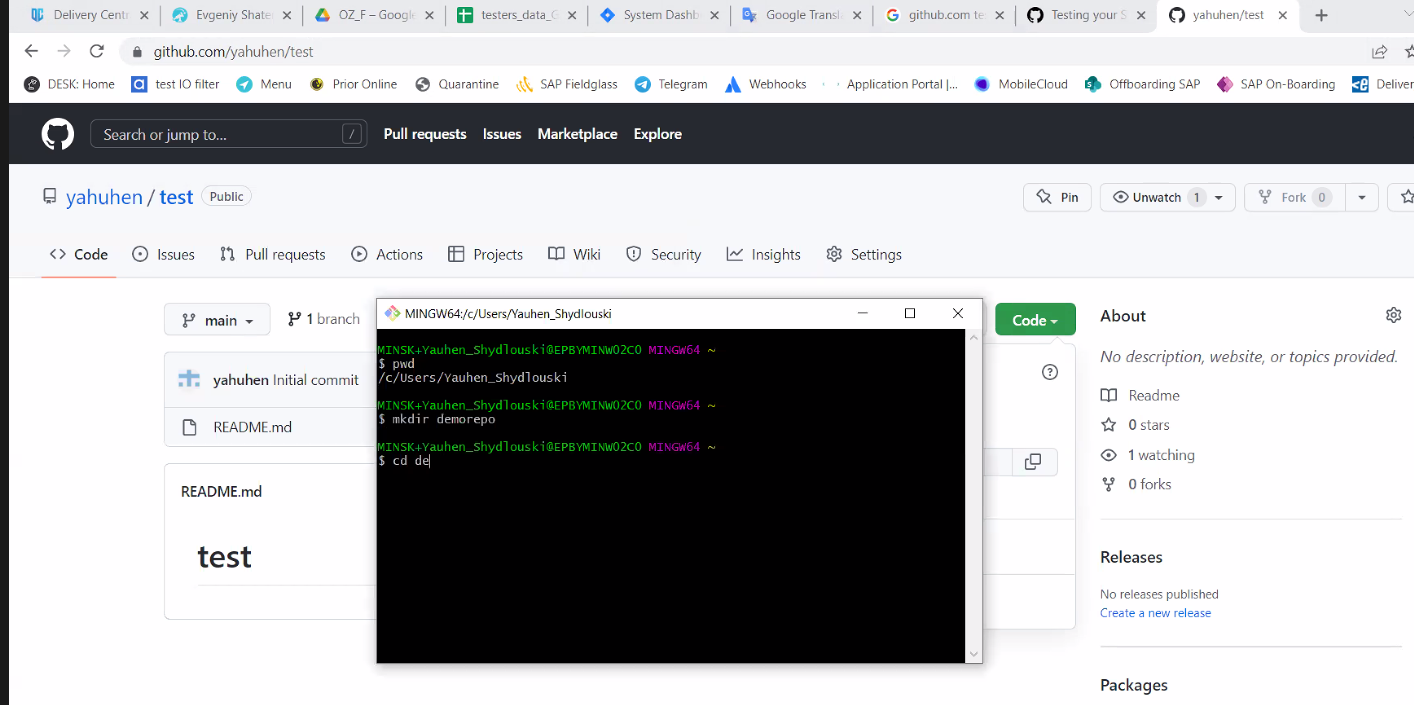 Delivery Centr
Evgeniy Shate
OZ_F – Google
testers_data_G
System Dashb
Google Transl
github.com te
Testing your S
yahuhen/test
github.com/yahuhen/test
DESK: Home
test IO filter
Menu
Prior Online
Quarantine
SAP Fieldglass
Telegram
Webhooks
Application Portal |...
MobileCloud
Offboarding SAP
SAP On-Boarding
Deliver
Search or jump to...
/
Pull requests
Issues
Marketplace
Explore
yahuhen / test
Public
Pin
Unwatch 1
Fork 0
Code
Issues
Pull requests
Actions
Projects
Wiki
Security
Insights
Settings
main
1 branch
Code
yahuhen Initial commit
README.md
README.md
test
MINGW64:/c/Users/Yauhen_Shydlouski
MINSK+Yauhen_Shydlouski@EPBYMINW02C0 MINGW64 ~
$ pwd
/c/Users/Yauhen_Shydlouski
MINSK+Yauhen_Shydlouski@EPBYMINW02C0 MINGW64 ~
$ mkdir demorepo
MINSK+Yauhen_Shydlouski@EPBYMINW02C0 MINGW64 ~
$ cd de
About
No description, website, or topics provided.
Readme
0 stars
1 watching
0 forks
Releases
No releases published
Create a new release
Packages